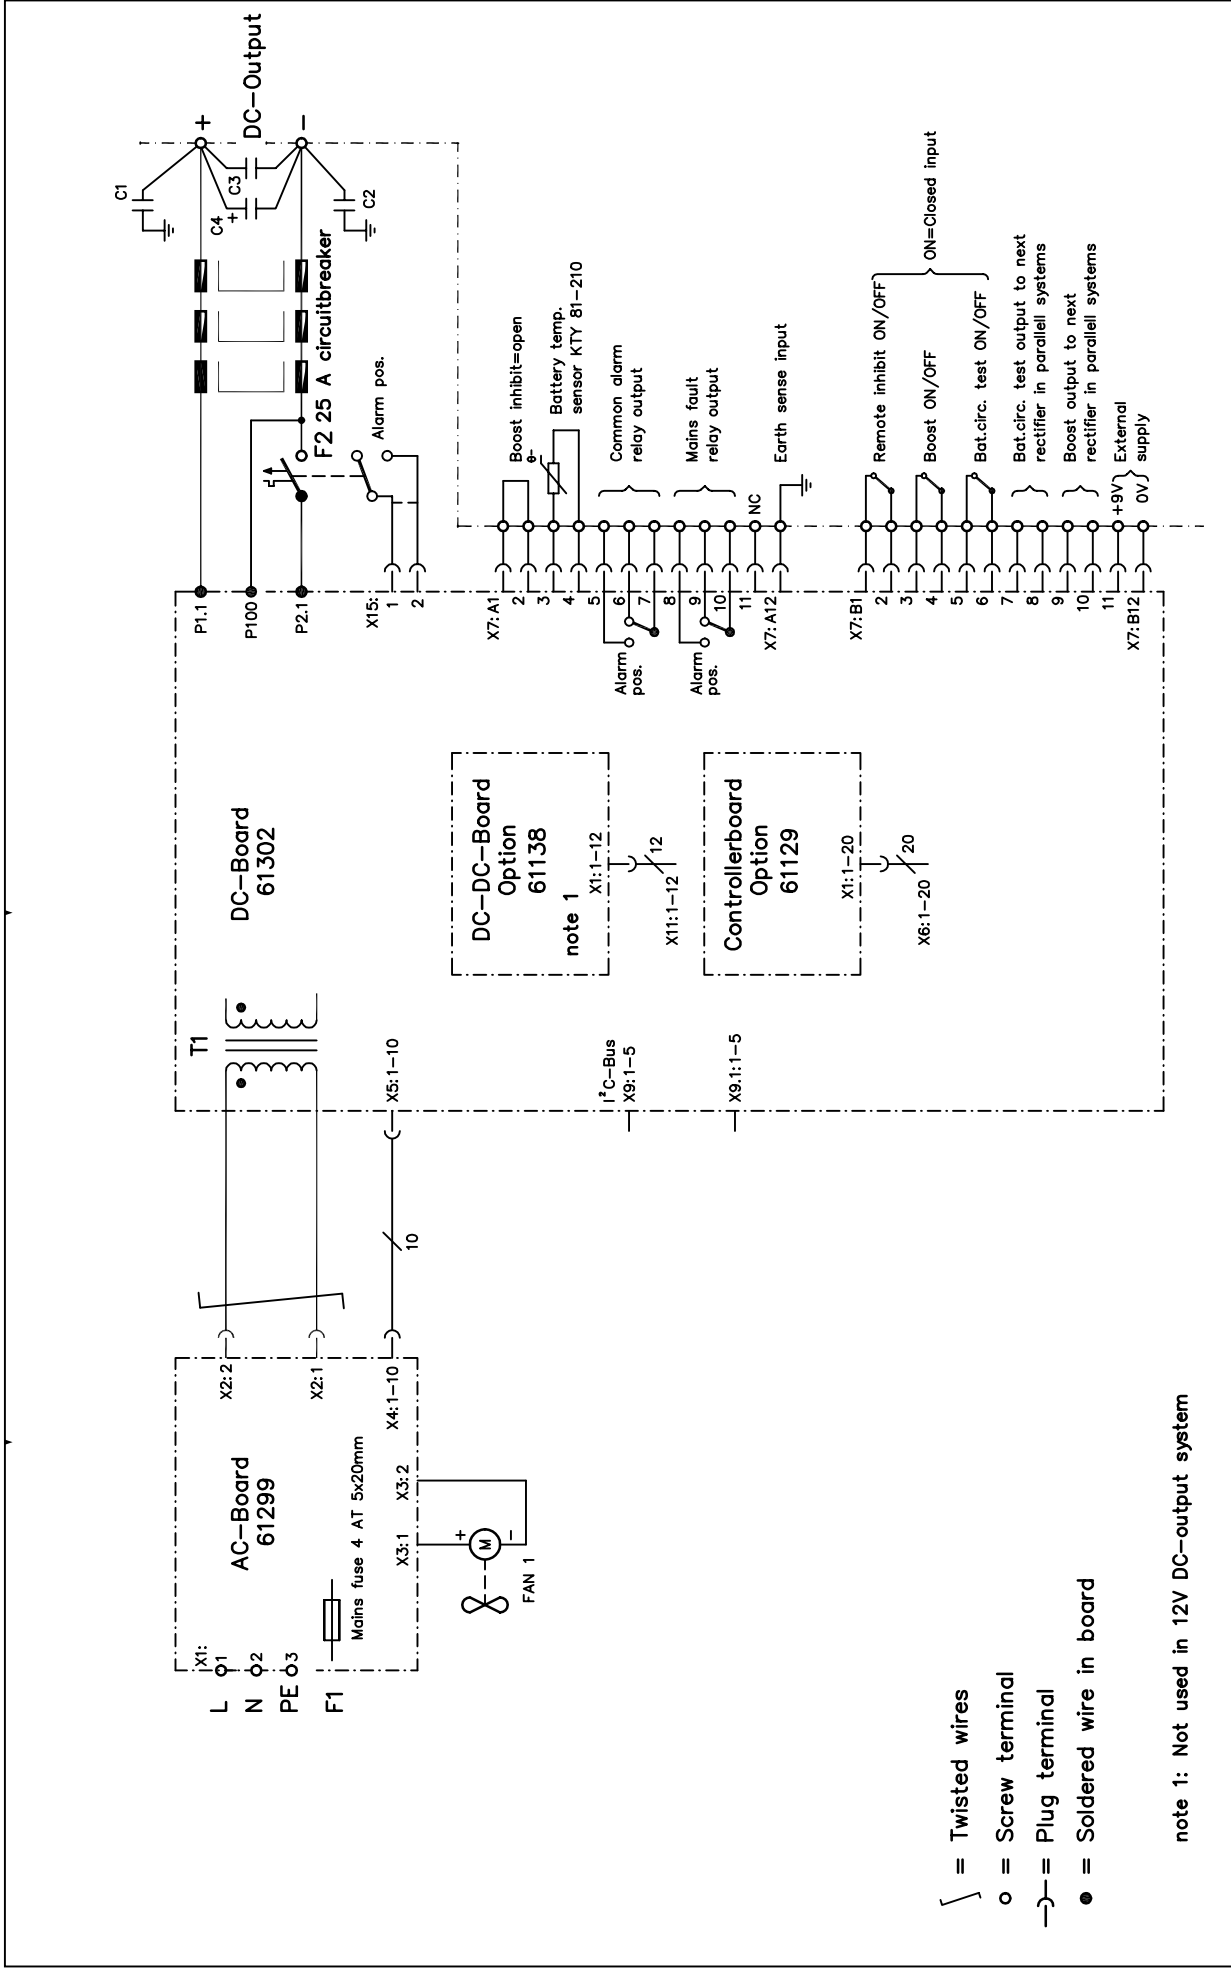 L
N
PE
F1
X1:
1
2
3
Mains fuse 4 AT 5x20mm
AC-Board
61299
X2:2
X2:1
X4:1-10
X3:1
X3:2
+
M
-
FAN 1
10
T1
X5:1-10
DC-Board
61302
I²C-Bus
X9:1-5
X9.1:1-5
DC-DC-Board
Option
61138
note 1
X1:1-12
12
X11:1-12
Controllerboard
Option
61129
X1:1-20
20
X6:1-20
P1.1
P100
P2.1
X15:
1
2
F2 25 A circuitbreaker
Alarm pos.
C1
C4
+
C3
C2
+
DC-Output
-
X7:A1
2
3
4
5
6
7
8
9
10
11
X7:A12
Alarm
pos.
Alarm
pos.
Boost inhibit=open
θ-
Battery temp.
sensor KTY 81-210
Common alarm
relay output
Mains fault
relay output
NC
Earth sense input
X7:B1
2
3
4
5
6
7
8
9
10
11
X7:B12
Remote inhibit ON/OFF
Boost ON/OFF
Bat.circ. test ON/OFF
ON=Closed input
Bat.circ. test output to next
rectifier in parallell systems
Boost output to next
rectifier in parallell systems
+9V
0V
External
supply
= Twisted wires
= Screw terminal
= Plug terminal
= Soldered wire in board
note 1: Not used in 12V DC-output system